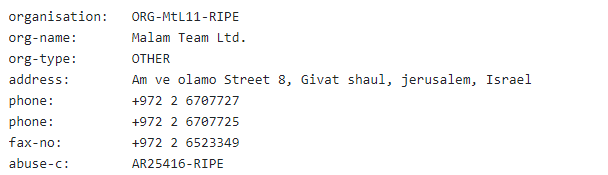 organisation: ORG-MtL11-RIPE
org-name: Malam Team Ltd.
org-type: OTHER
address: Am ve olamo Street 8, Givat shaul, jerusalem, Israel
phone: +972 2 6707727
phone: +972 2 6707725
fax-no: +972 2 6523349
abuse-c: AR25416-RIPE